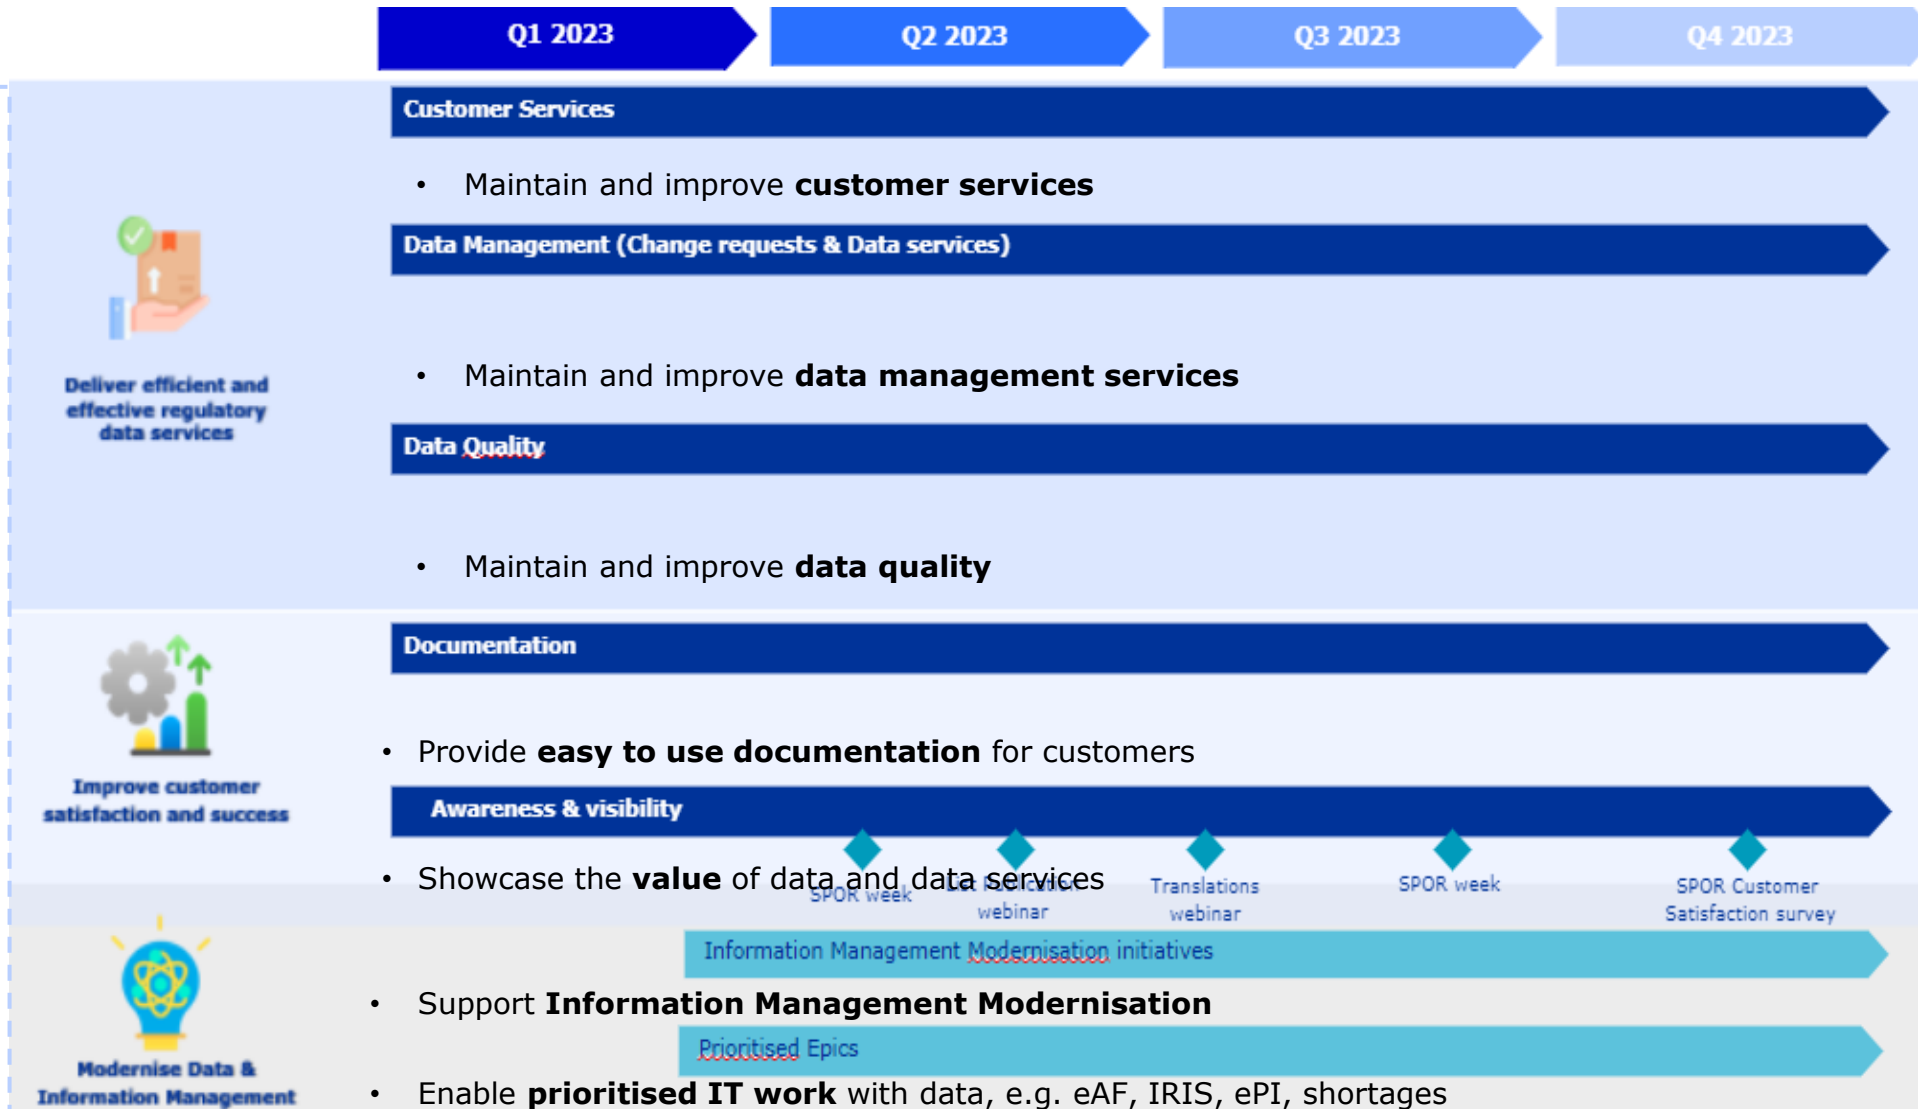 Q1 2023
Q2 2023
Q3 2023
Q4 2023
Customer Services
• Maintain and improve customer services
Data Management (Change requests & Data services)
• Maintain and improve data management services
Deliver efficient and
effective regulatory
data services
Data Quality
• Maintain and improve data quality
Documentation
• Provide easy to use documentation for customers
Improve customer
satisfaction and success
Awareness & visibility
• Showcase the value of data and data services
SPOR week
List Publication
webinar
Translations
webinar
SPOR week
SPOR Customer
Satisfaction survey
Information Management Modernisation initiatives
• Support Information Management Modernisation
Prioritised Epics
Modernise Data &
Information Management
• Enable prioritised IT work with data, e.g. eAF, IRIS, ePI, shortages